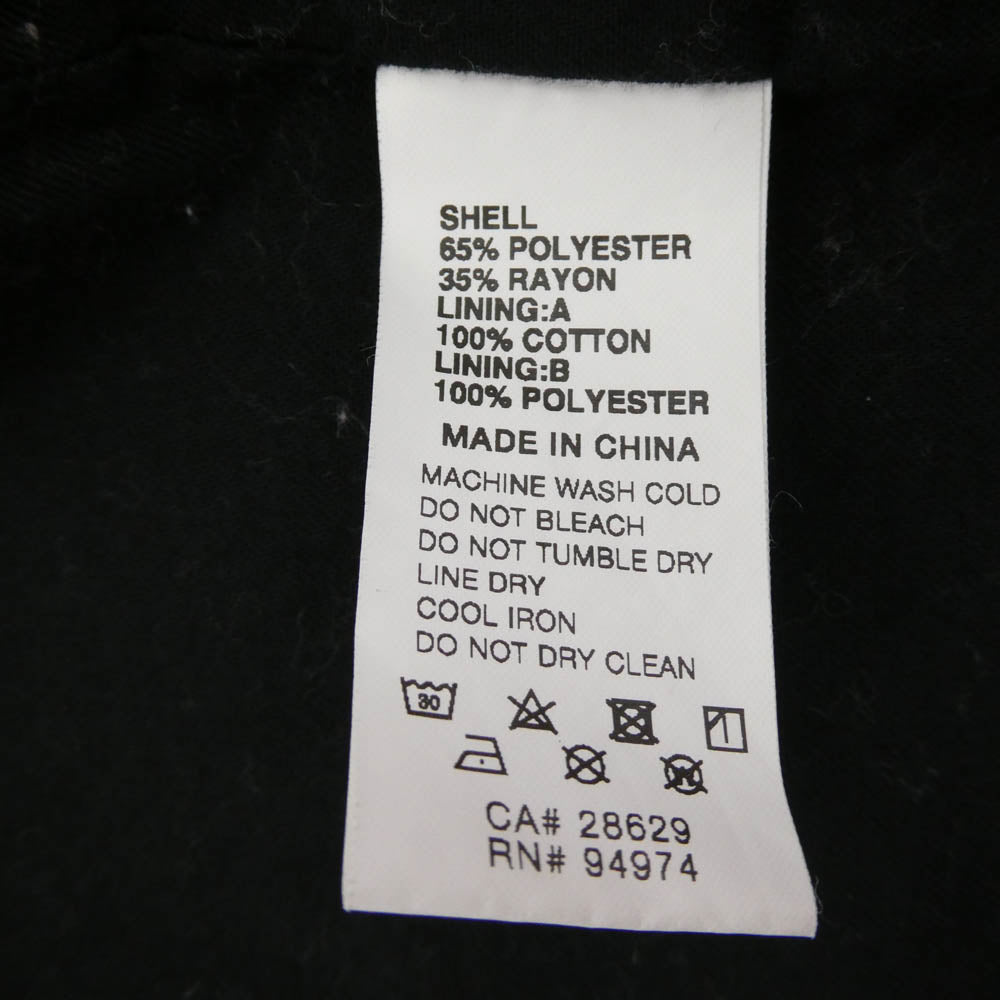 SHELL
65% POLYESTER
35% RAYON
LINING:A
100% COTTON
LINING:B
100% POLYESTER
MADE IN CHINA
MACHINE WASH COLD
DO NOT BLEACH
DO NOT TUMBLE DRY
LINE DRY
COOL IRON
DO NOT DRY CLEAN
30
W
CA# 28629
RN# 94974